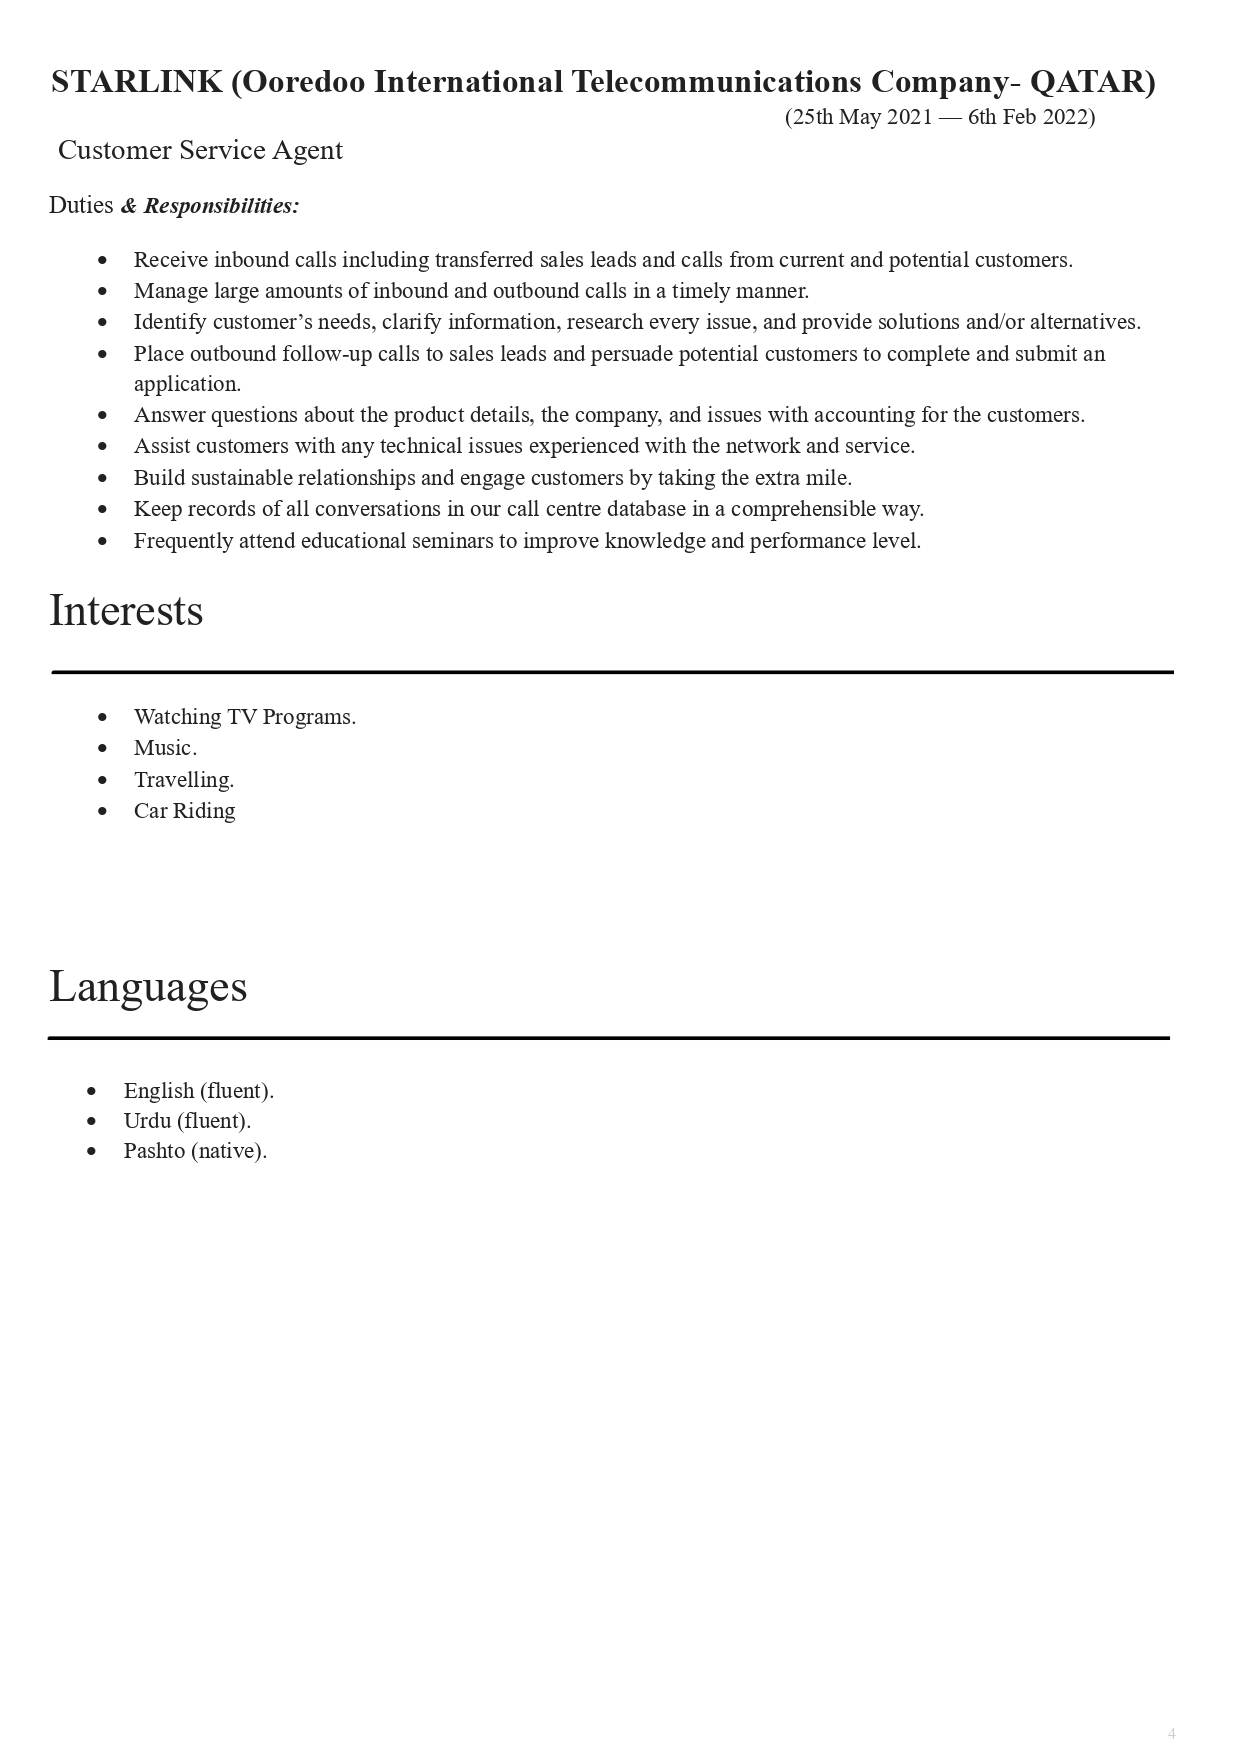 STARLINK (Ooredoo International Telecommunications Company- QATAR)
(25th May 2021 — 6th Feb 2022)
Customer Service Agent
Duties & Responsibilities:
• Receive inbound calls including transferred sales leads and calls from current and potential customers.
• Manage large amounts of inbound and outbound calls in a timely manner.
• Identify customer’s needs, clarify information, research every issue, and provide solutions and/or alternatives.
• Place outbound follow-up calls to sales leads and persuade potential customers to complete and submit an
application.
• Answer questions about the product details, the company, and issues with accounting for the customers.
• Assist customers with any technical issues experienced with the network and service.
• Build sustainable relationships and engage customers by taking the extra mile.
• Keep records of all conversations in our call centre database in a comprehensible way.
• Frequently attend educational seminars to improve knowledge and performance level.
Interests
• Watching TV Programs.
• Music.
• Travelling.
• Car Riding
Languages
• English (fluent).
• Urdu (fluent).
• Pashto (native).
4